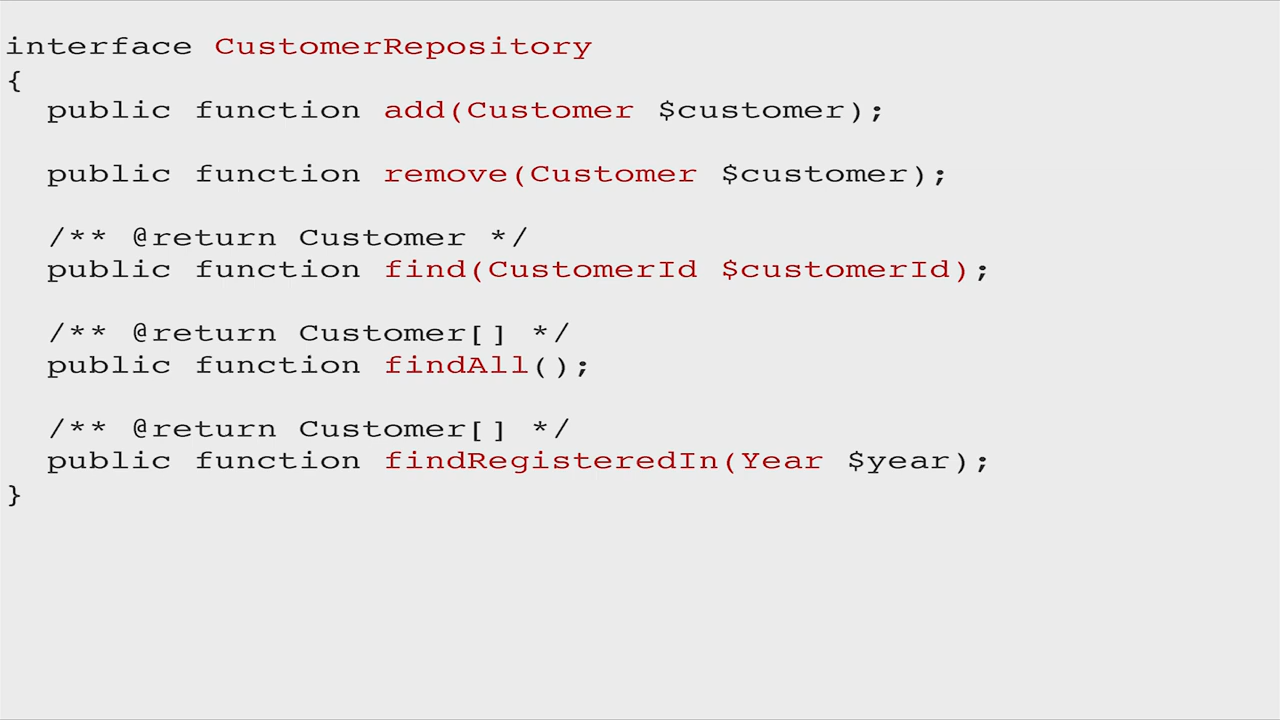 interface CustomerRepository
{
public function add(Customer $customer);
public function remove(Customer $customer);
/** @return Customer */
public function find(CustomerId $customerId);
/** @return Customer[] */
public function findAll();
/** @return Customer[] */
public function findRegisteredIn(Year $year);
}